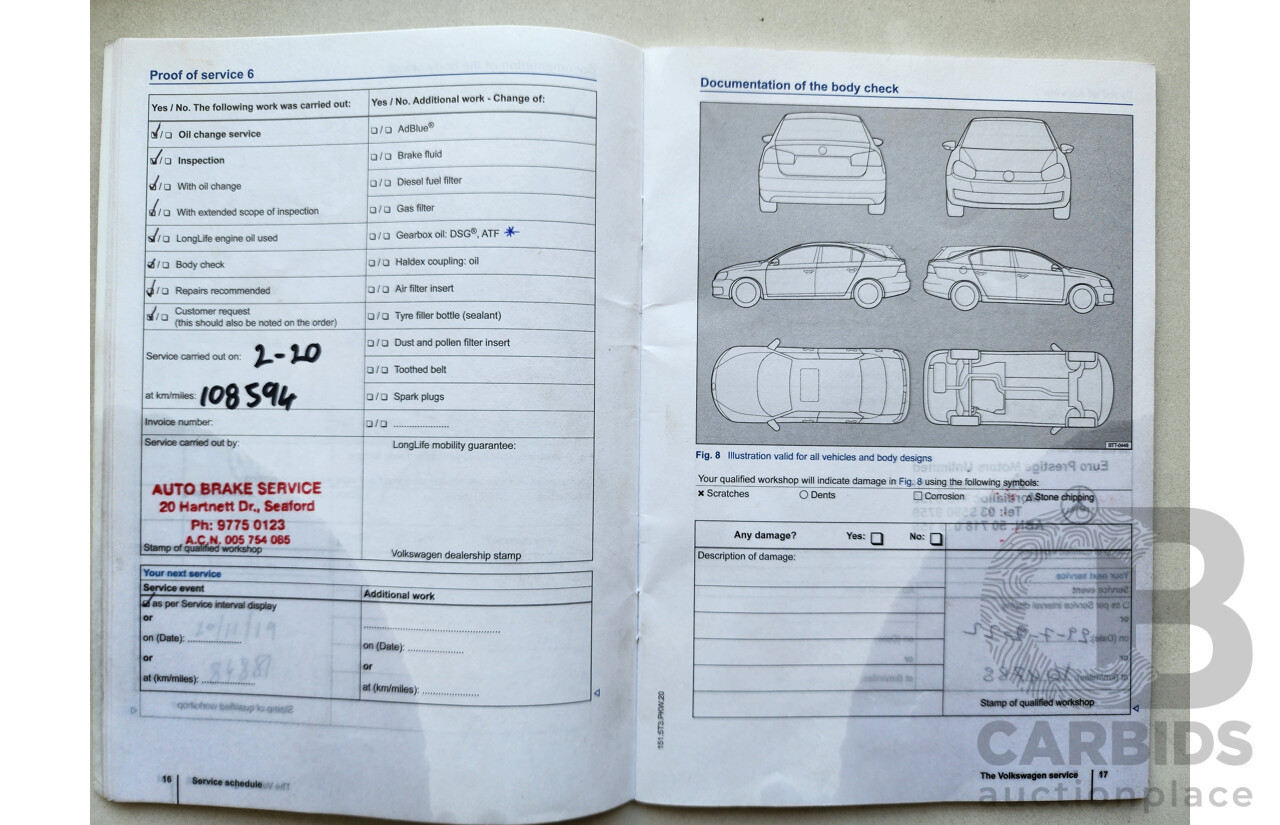 Proof of service 6
Yes / No. The following work was carried out:
☑/☐ Oil change service
☑/☐ Inspection
☑/☐ With oil change
☑/☐ With extended scope of inspection
☑/☐ LongLife engine oil used
☑/☐ Body check
☑/☐ Repairs recommended
☑/☐ Customer request
(this should also be noted on the order)
Service carried out on: 2-20
at km/miles: 108594
Invoice number:
Service carried out by:
AUTO BRAKE SERVICE
20 Hartnett Dr., Seaford
Ph: 9775 0123
A.C.N. 005 754 065
Stamp of qualified workshop
Yes / No. Additional work - Change of:
☐/☐ AdBlue®
☐/☐ Brake fluid
☐/☐ Diesel fuel filter
☐/☐ Gas filter
☐/☐ Gearbox oil: DSG®, ATF *
☐/☐ Haldex coupling: oil
☐/☐ Air filter insert
☐/☐ Tyre filler bottle (sealant)
☐/☐ Dust and pollen filter insert
☐/☐ Toothed belt
☐/☐ Spark plugs
☐/☐ ....................
LongLife mobility guarantee:
Volkswagen dealership stamp
Your next service
Service event
☑ as per Service interval display
or
on (Date): ....................
or
at (km/miles): ....................
Additional work
..................................................
on (Date): ....................
or
at (km/miles): ....................
16 Service schedule
Documentation of the body check
BTT-0448
Fig. 8 Illustration valid for all vehicles and body designs
Your qualified workshop will indicate damage in Fig. 8 using the following symbols:
× Scratches ○ Dents □ Corrosion △ Stone chipping
Any damage? Yes: ☐ No: ☐
Description of damage:
Stamp of qualified workshop
151.5T3.PKW.20
The Volkswagen service 17
B
CARBIDS
auctionplace